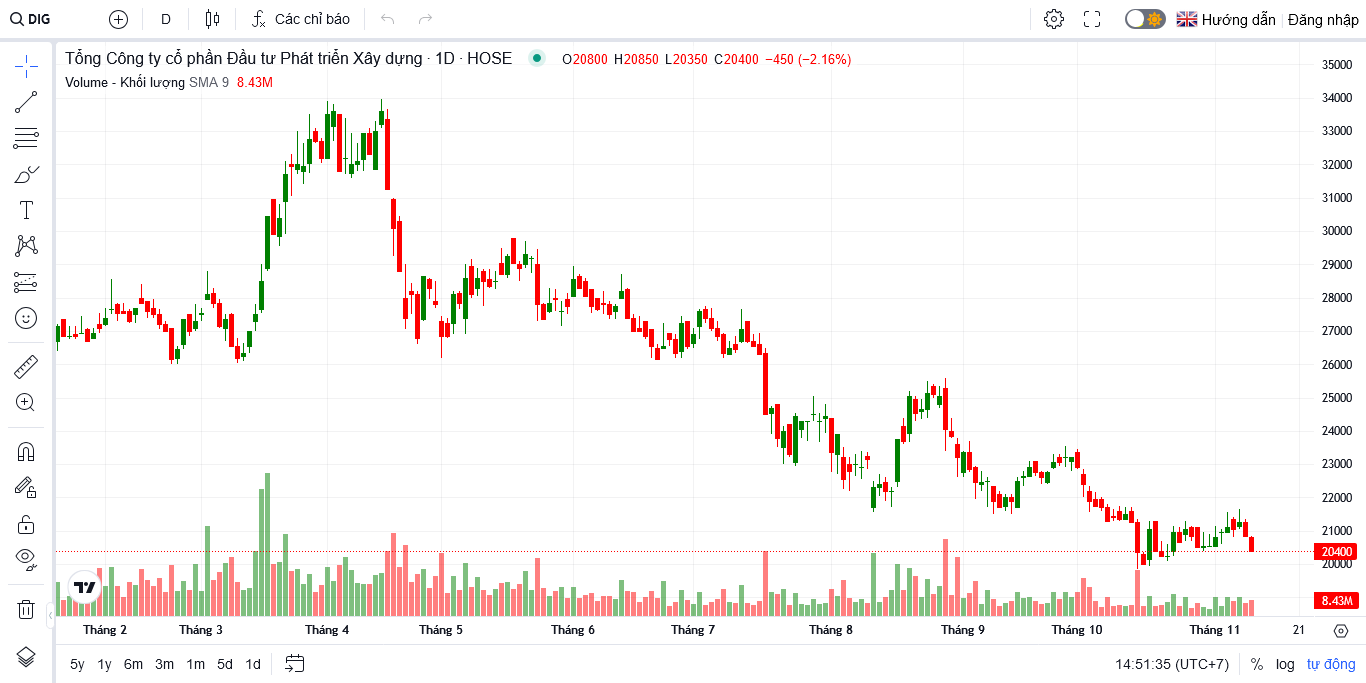 DIG D Các chỉ báo Hướng dẫn Đăng nhập
Tổng Công ty cổ phần Đầu tư Phát triển Xây dựng · 1D · HOSE O20800 H20850 L20350 C20400 −450 (−2.16%)
Volume - Khối lượng SMA 9 8.43M
35000
34000
33000
32000
31000
30000
29000
28000
27000
26000
25000
24000
23000
22000
21000
20400
20000
8.43M
Tháng 2 Tháng 3 Tháng 4 Tháng 5 Tháng 6 Tháng 7 Tháng 8 Tháng 9 Tháng 10 Tháng 11 21
5y 1y 6m 3m 1m 5d 1d 14:51:35 (UTC+7) % log tự động